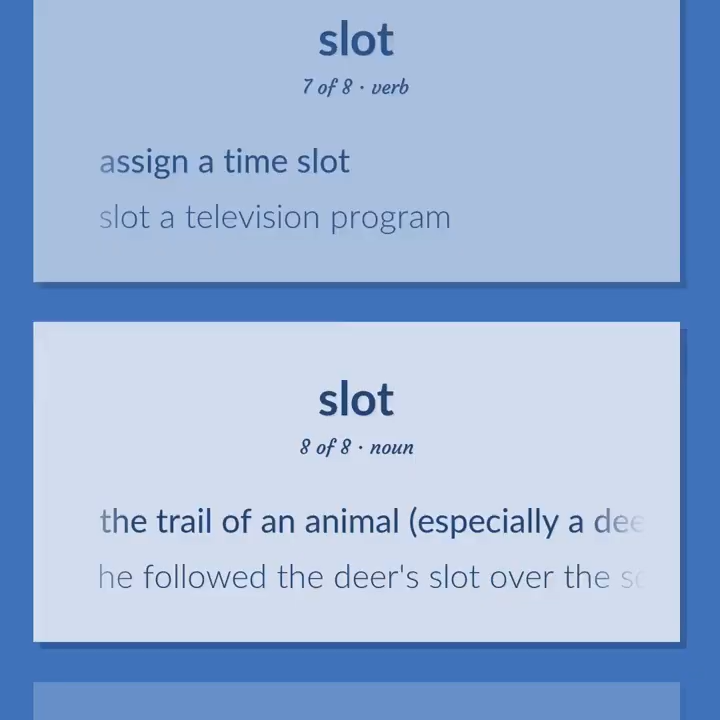 slot
7 of 8 · verb
assign a time slot
slot a television program
slot
8 of 8 · noun
the trail of an animal (especially a dee
he followed the deer's slot over the